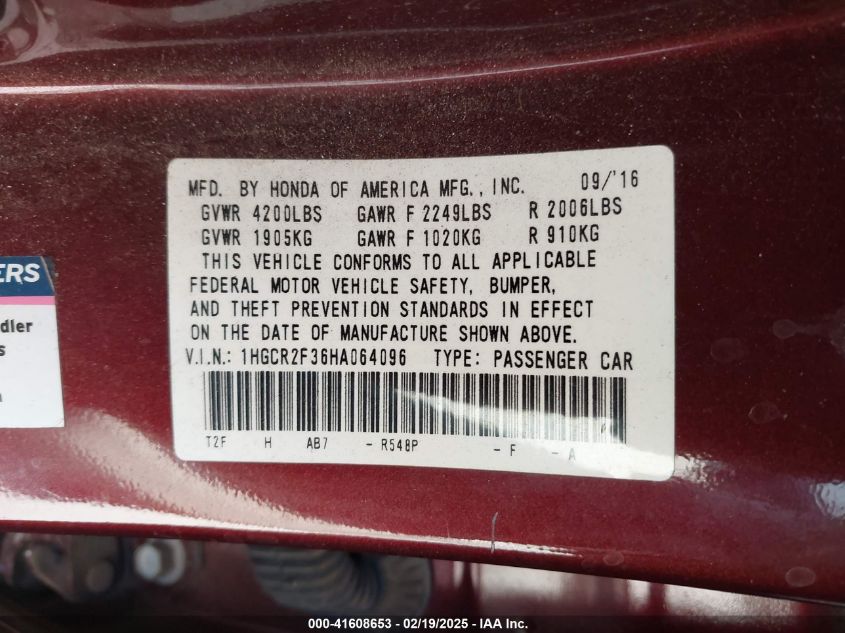 MFD. BY HONDA OF AMERICA MFG., INC. 09/'16
GVWR 4200LBS GAWR F 2249LBS R 2006LBS
GVWR 1905KG GAWR F 1020KG R 910KG
THIS VEHICLE CONFORMS TO ALL APPLICABLE
FEDERAL MOTOR VEHICLE SAFETY, BUMPER,
AND THEFT PREVENTION STANDARDS IN EFFECT
ON THE DATE OF MANUFACTURE SHOWN ABOVE.
V.I.N.: 1HGCR2F36HA064096 TYPE: PASSENGER CAR
T2F H AB7 - R548P - F - A
ERS
dler
s
000-41608653 - 02/19/2025 - IAA Inc.